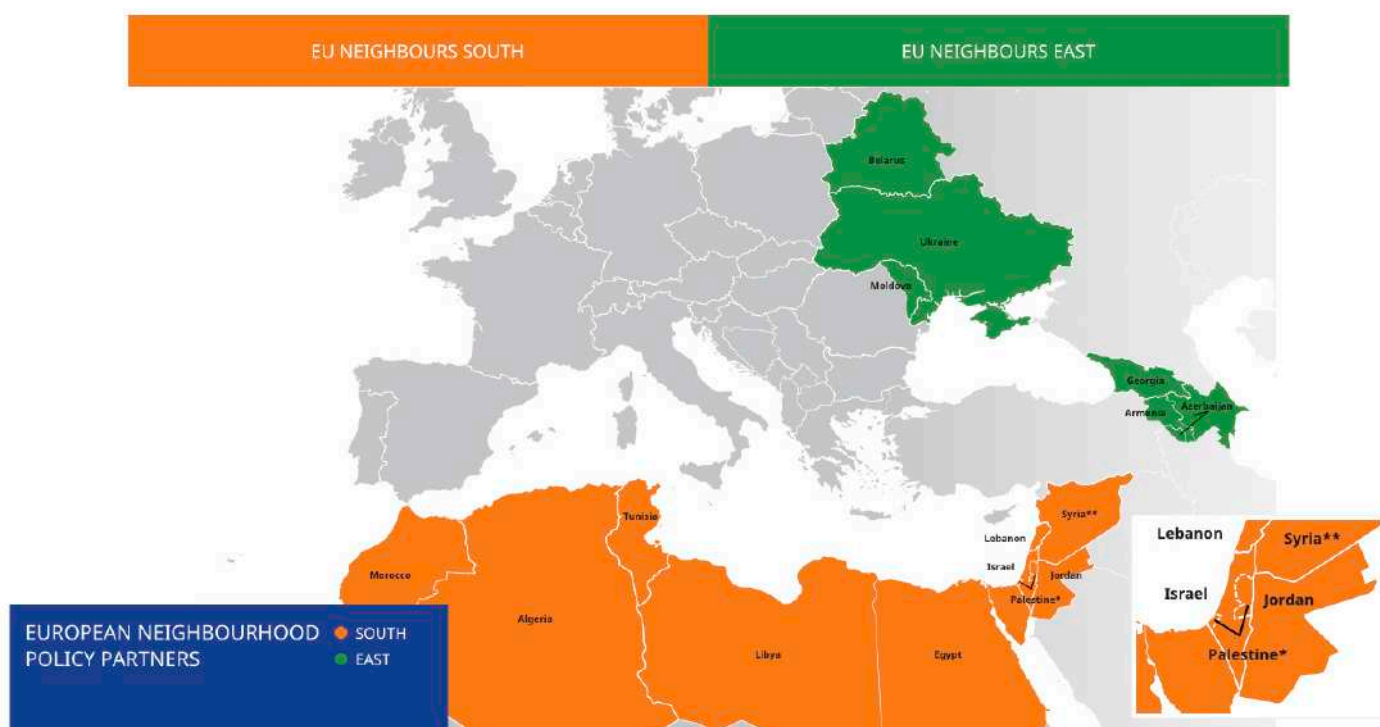 EU NEIGHBOURS SOUTH
EU NEIGHBOURS EAST
Belarus
Ukraine
Moldova
Georgia
Armenia
Azerbaijan
Tunisia
Syria**
Lebanon
Israel
Jordan
Palestine*
Morocco
Algeria
Libya
Egypt
Lebanon
Syria**
Israel
Jordan
Palestine*
EUROPEAN NEIGHBOURHOOD
POLICY PARTNERS
SOUTH
EAST